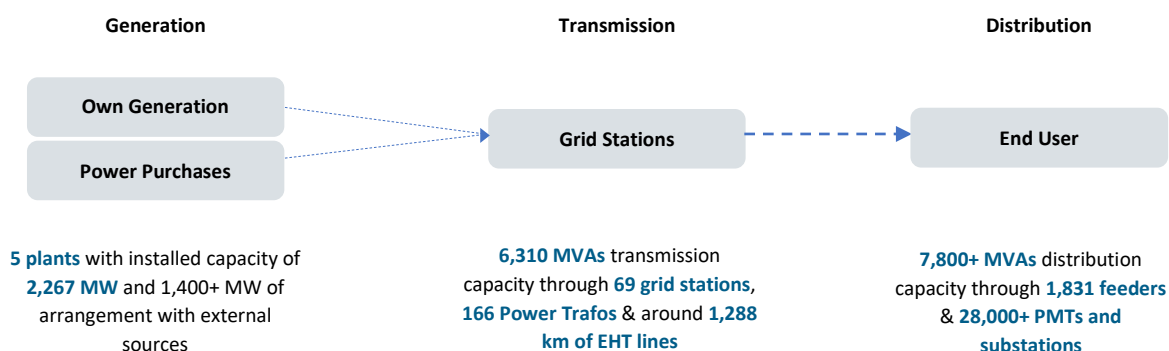 Generation
Transmission
Distribution
Own Generation
Power Purchases
Grid Stations
End User
5 plants with installed capacity of
2,267 MW and 1,400+ MW of
arrangement with external
sources
6,310 MVAs transmission
capacity through 69 grid stations,
166 Power Trafos & around 1,288
km of EHT lines
7,800+ MVAs distribution
capacity through 1,831 feeders
& 28,000+ PMTs and
substations